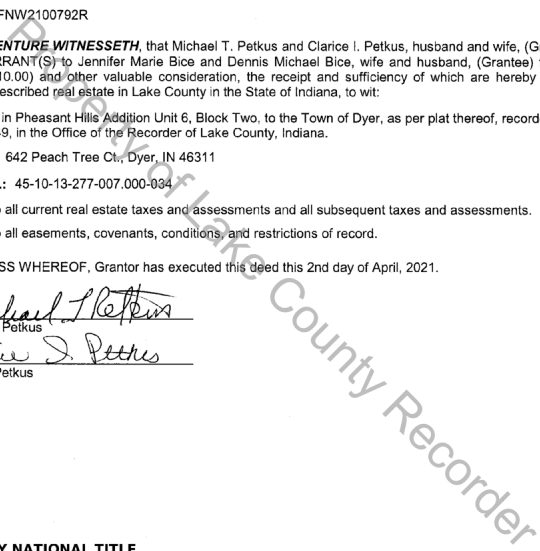 FNW2100792R
ENTURE WITNESSETH, that Michael T. Petkus and Clarice I. Petkus, husband and wife, (G
RRANT(S) to Jennifer Marie Bice and Dennis Michael Bice, wife and husband, (Grantee)
10.00) and other valuable consideration, the receipt and sufficiency of which are hereby
escribed real estate in Lake County in the State of Indiana, to wit:
in Pheasant Hills Addition Unit 6, Block Two, to the Town of Dyer, as per plat thereof, record
9, in the Office of the Recorder of Lake County, Indiana.
642 Peach Tree Ct., Dyer, IN 46311
.: 45-10-13-277-007.000-034
all current real estate taxes and assessments and all subsequent taxes and assessments.
all easements, covenants, conditions, and restrictions of record.
SS WHEREOF, Grantor has executed this deed this 2nd day of April, 2021.
Petkus
Petkus
Y NATIONAL TITLE
Property of Lake County Recorder